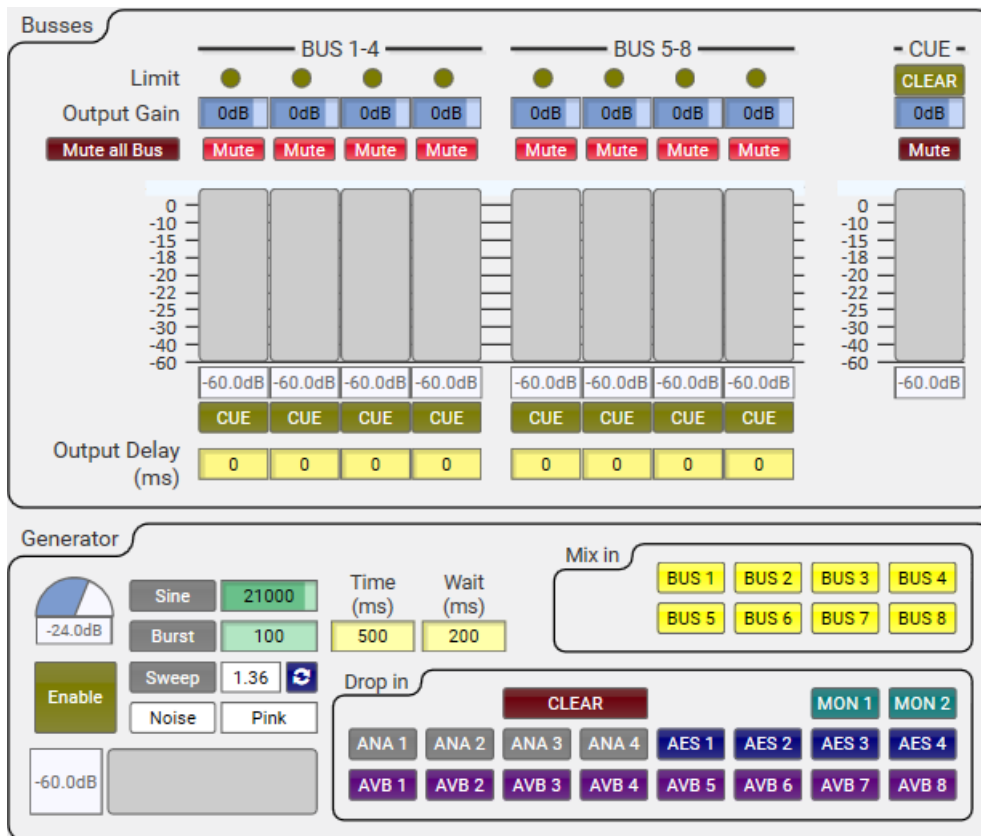 Busses
BUS 1-4 BUS 5-8 CUE
Limit CLEAR
Output Gain 0dB 0dB 0dB 0dB 0dB 0dB 0dB 0dB 0dB
Mute all Bus Mute Mute Mute Mute Mute Mute Mute Mute Mute
0 0
-10 -10
-15 -15
-18 -18
-20 -20
-22 -22
-25 -25
-30 -30
-40 -40
-60 -60
-60.0dB -60.0dB -60.0dB -60.0dB -60.0dB -60.0dB -60.0dB -60.0dB -60.0dB
CUE CUE CUE CUE CUE CUE CUE CUE
Output Delay
(ms) 0 0 0 0 0 0 0 0
Generator
-24.0dB
Enable
-60.0dB
Sine 21000
Burst 100
Sweep 1.36
Noise Pink
Time
(ms)
500
Wait
(ms)
200
Mix in
BUS 1 BUS 2 BUS 3 BUS 4
BUS 5 BUS 6 BUS 7 BUS 8
Drop in
CLEAR MON 1 MON 2
ANA 1 ANA 2 ANA 3 ANA 4 AES 1 AES 2 AES 3 AES 4
AVB 1 AVB 2 AVB 3 AVB 4 AVB 5 AVB 6 AVB 7 AVB 8